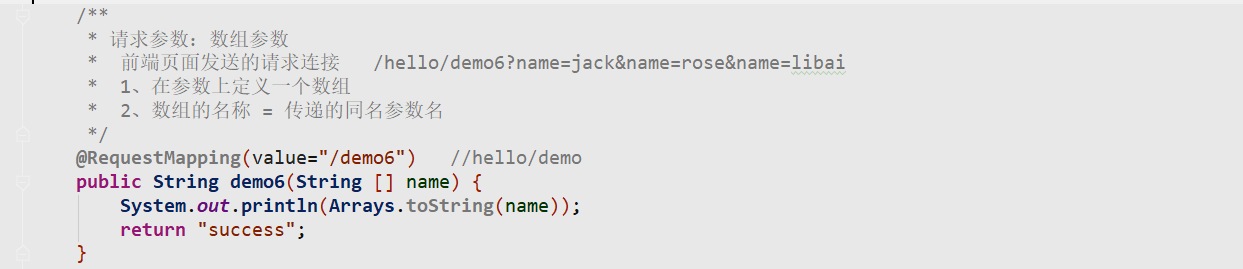 /**
* 请求参数：数组参数
* 前端页面发送的请求连接 /hello/demo6?name=jack&name=rose&name=libai
* 1、在参数上定义一个数组
* 2、数组的名称 = 传递的同名参数名
*/
@RequestMapping(value="/demo6") //hello/demo
public String demo6(String [] name) {
System.out.println(Arrays.toString(name));
return "success";
}